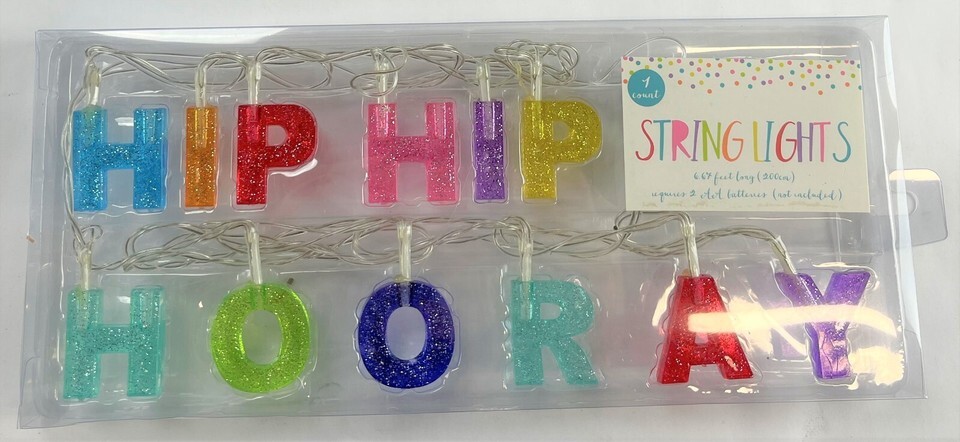 HIP HIP
HOORAY
1
count
STRING LIGHTS
6.67 feet long (200cm)
requires 2 AA batteries (not included)